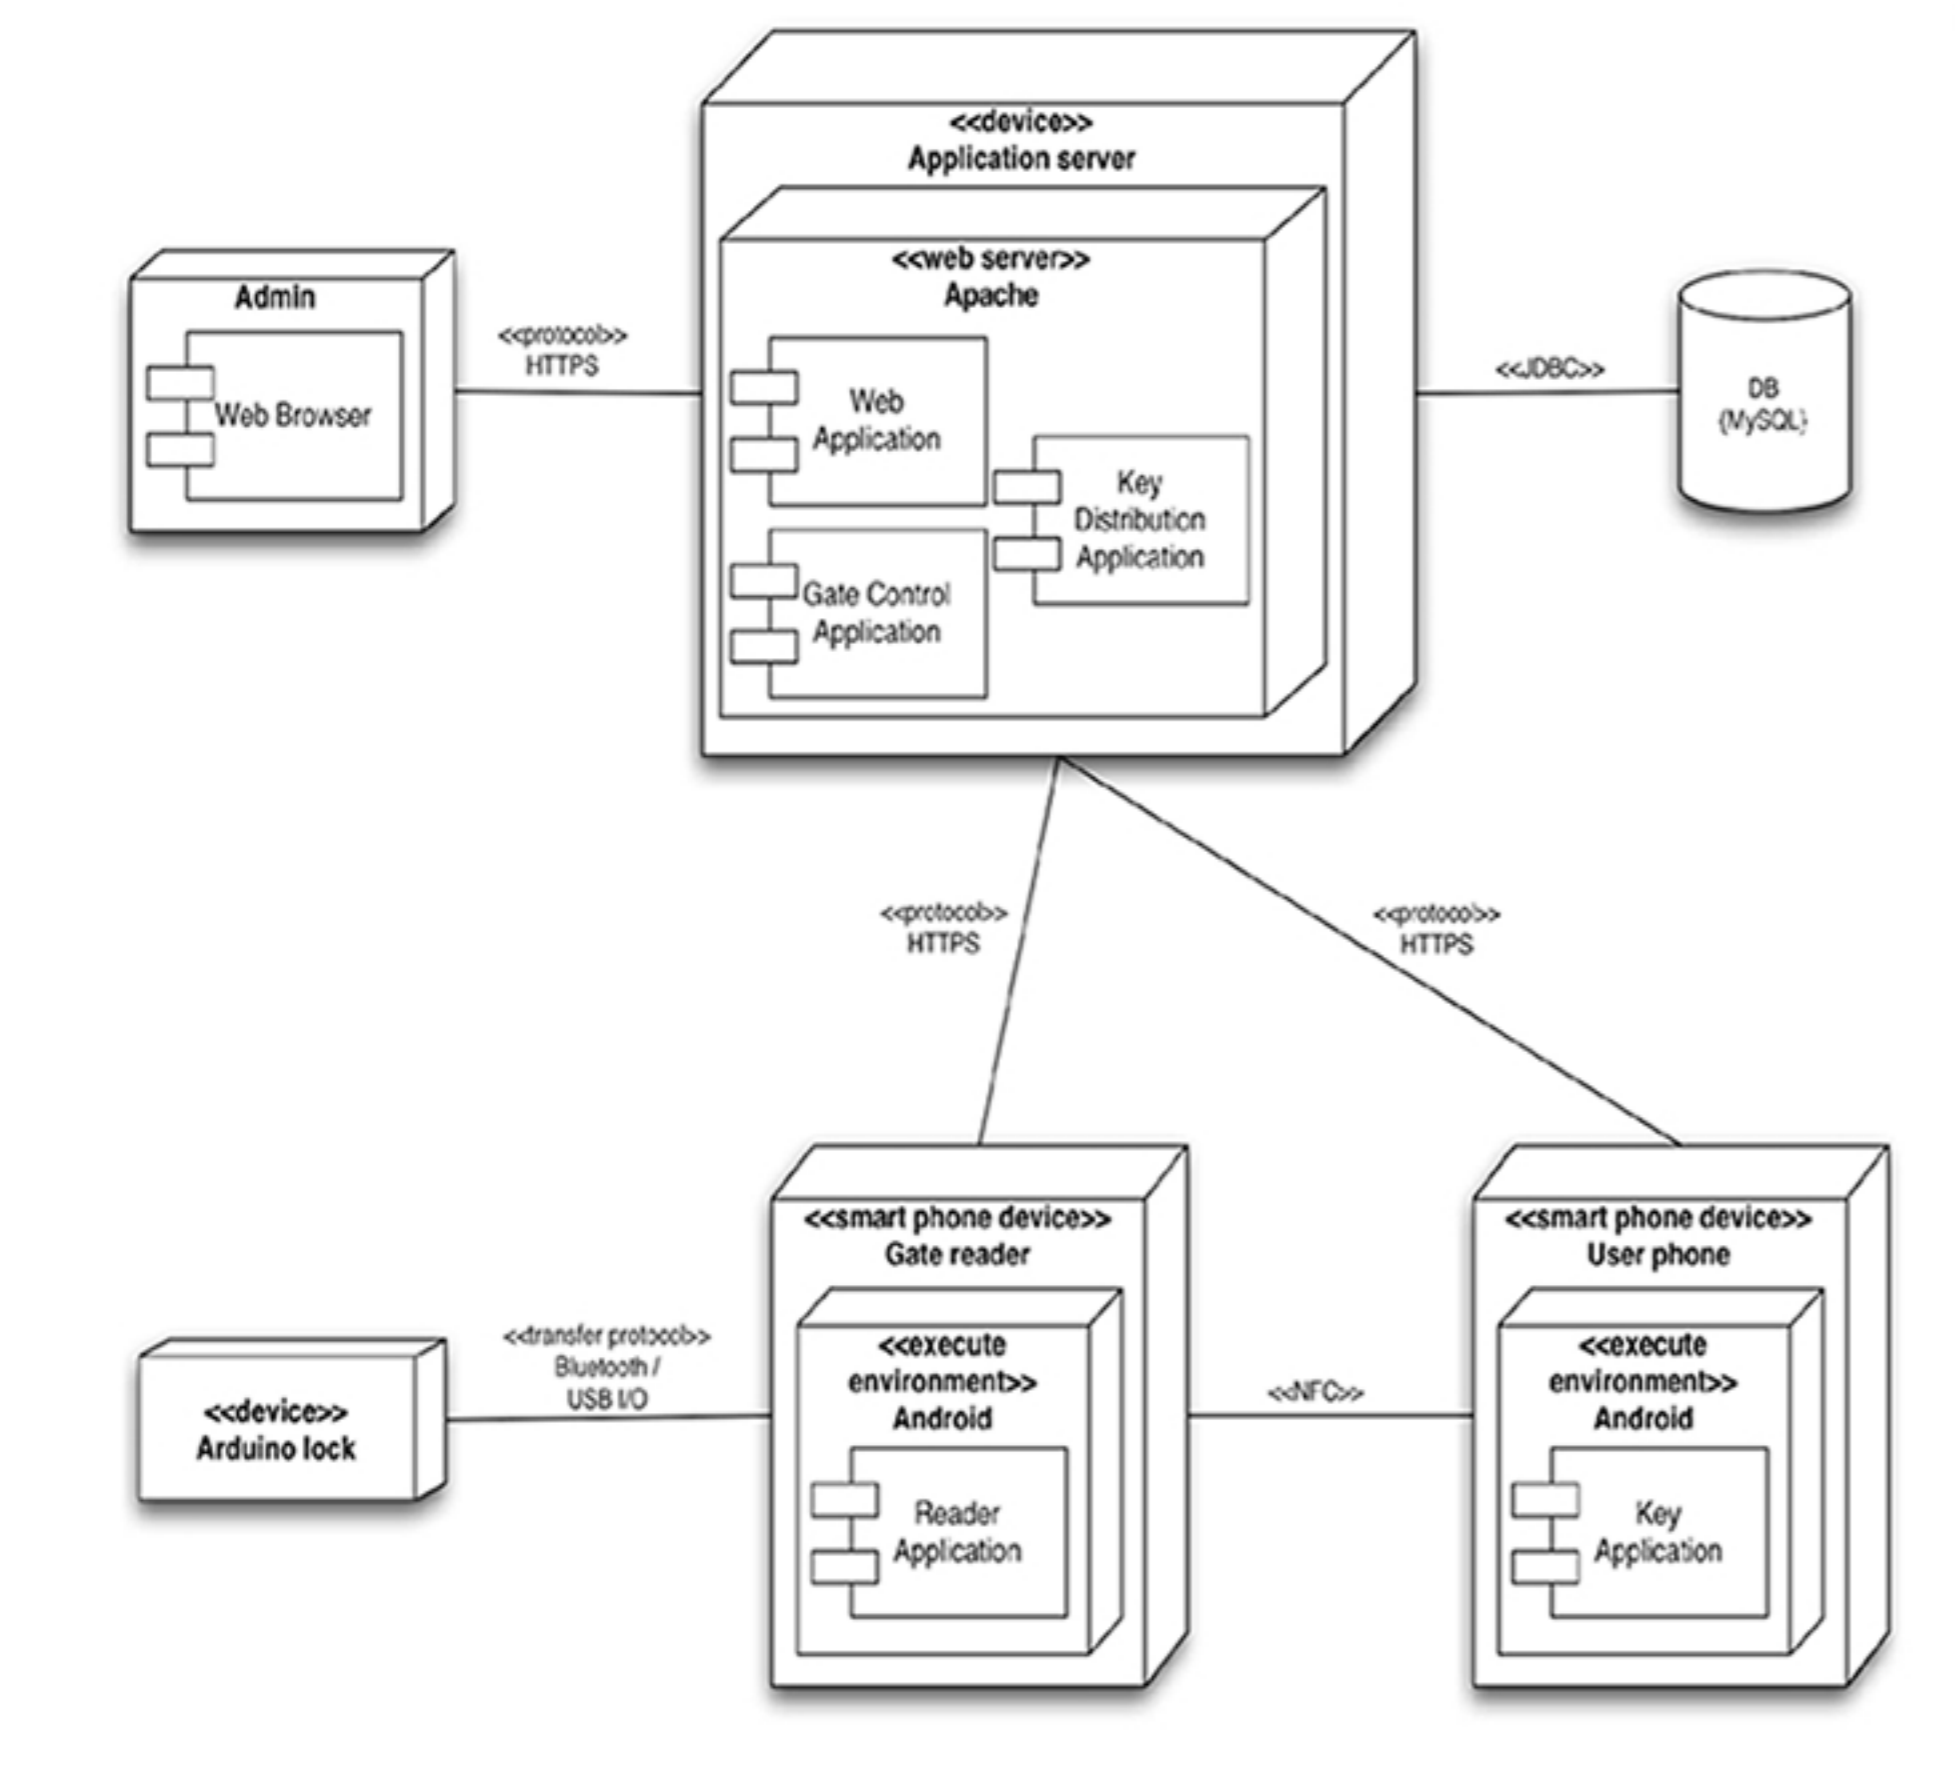 <<device>>
Application server
<<web server>>
Apache
Admin
Web Browser
<<protocol>>
HTTPS
Web
Application
Key
Distribution
Application
Gate Control
Application
<<JDBC>>
DB
{MySQL}
<<protocol>>
HTTPS
<<protocol>>
HTTPS
<<device>>
Arduino lock
<<transfer protocol>>
Bluetooth /
USB I/O
<<smart phone device>>
Gate reader
<<execute
environment>>
Android
Reader
Application
<<NFC>>
<<smart phone device>>
User phone
<<execute
environment>>
Android
Key
Application